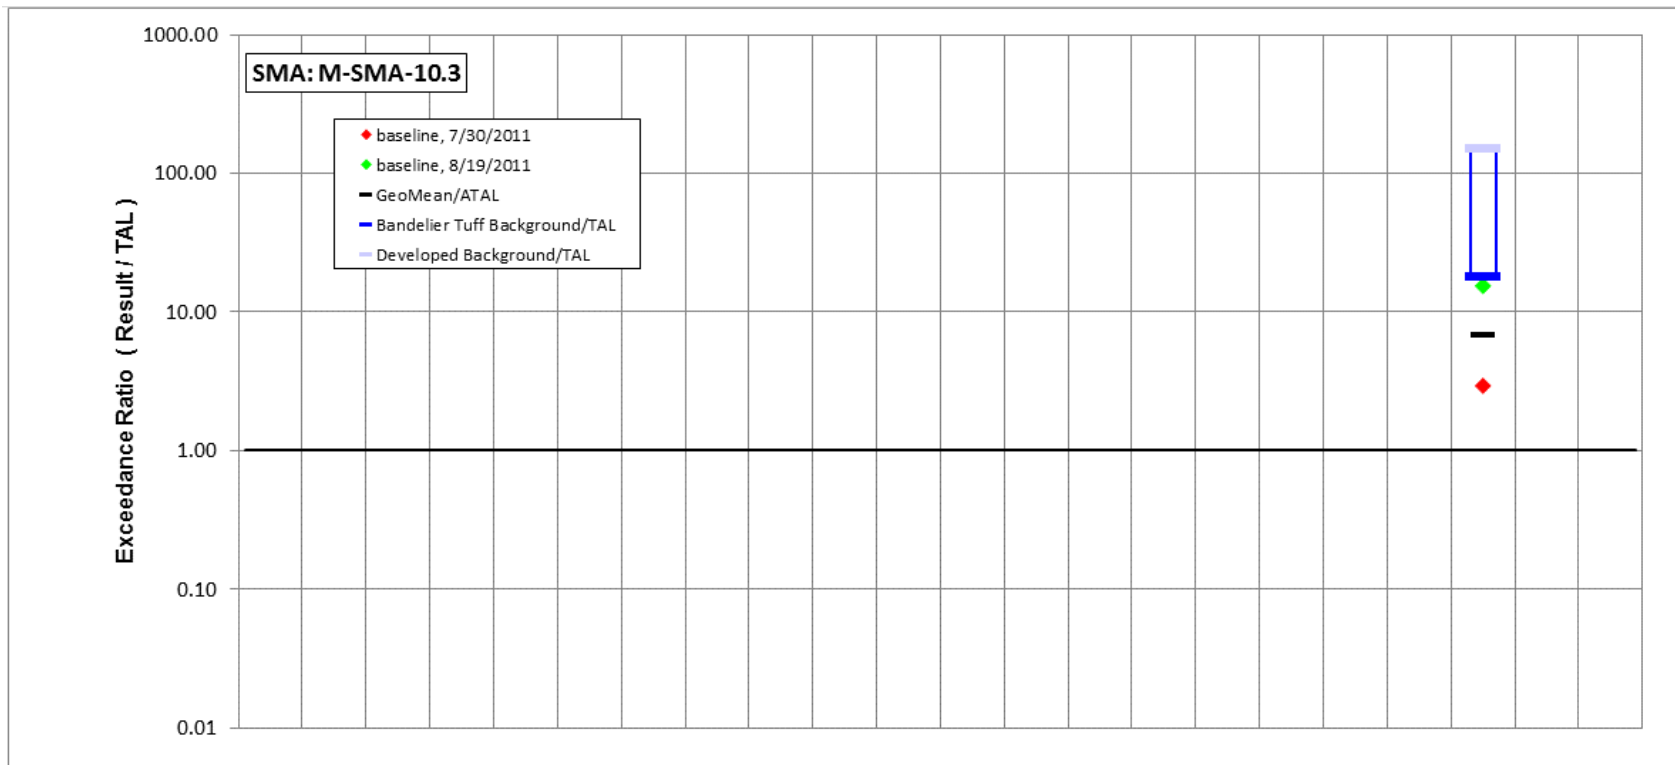 1000.00
SMA: M-SMA-10.3
baseline, 7/30/2011
baseline, 8/19/2011
GeoMean/ATAL
Bandelier Tuff Background/TAL
Developed Background/TAL
100.00
10.00
1.00
0.10
0.01
Exceedance Ratio ( Result / TAL )